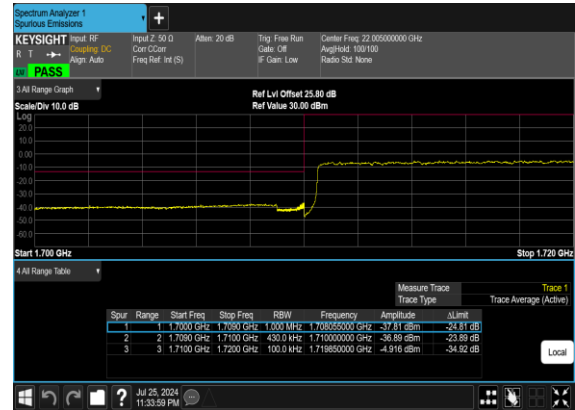 Spectrum Analyzer 1
Spurious Emissions
+
KEYSIGHT
R T
LXI PASS
Input: RF
Coupling: DC
Align: Auto
Input Z: 50 Ω
Corr CCorr
Freq Ref: Int (S)
Atten: 20 dB
Trig: Free Run
Gate: Off
IF Gain: Low
Center Freq: 22.005000000 GHz
Avg|Hold: 100/100
Radio Std: None
3 All Range Graph
Ref Lvl Offset 25.80 dB
Scale/Div 10.0 dB
Ref Value 30.00 dBm
Log
20.0
10.0
0.00
-10.0
-20.0
-30.0
-40.0
-50.0
-60.0
Start 1.700 GHz
Stop 1.720 GHz
4 All Range Table
Measure Trace Trace 1
Trace Type Trace Average (Active)
Spur Range Start Freq Stop Freq RBW Frequency Amplitude ΔLimit
1 1 1.7000 GHz 1.7090 GHz 1.000 MHz 1.708055000 GHz -37.81 dBm -24.81 dB
2 2 1.7090 GHz 1.7100 GHz 430.0 kHz 1.710000000 GHz -36.89 dBm -23.89 dB
3 3 1.7100 GHz 1.7200 GHz 100.0 kHz 1.719850000 GHz -4.916 dBm -34.92 dB
Local
?
Jul 25, 2024
11:33:59 PM